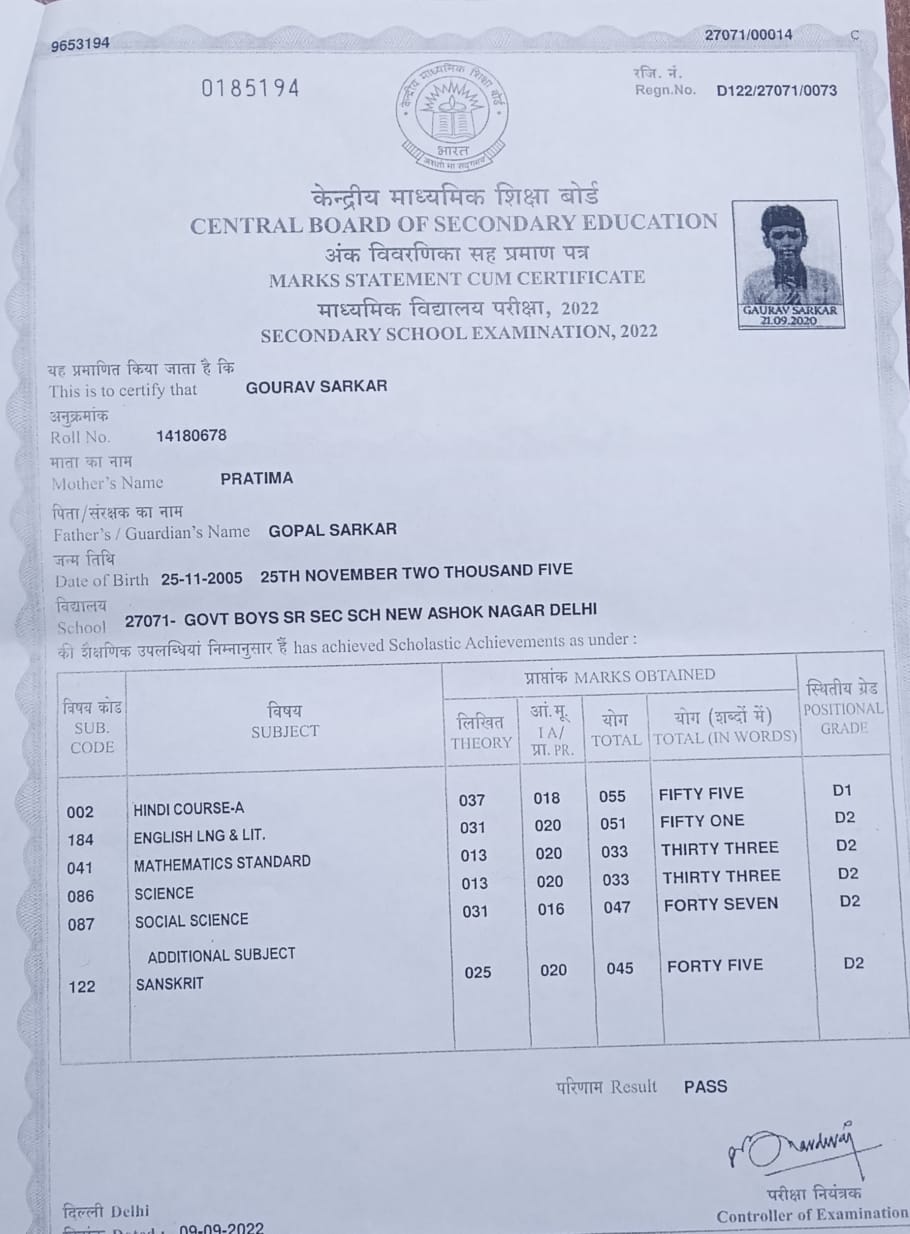 9653194
27071/00014
C
0185194
रजि. नं.
Regn.No. D122/27071/0073
केन्द्रीय माध्यमिक शिक्षा बोर्ड
भारत
केन्द्रीय माध्यमिक शिक्षा बोर्ड
CENTRAL BOARD OF SECONDARY EDUCATION
अंक विवरणिका सह प्रमाण पत्र
MARKS STATEMENT CUM CERTIFICATE
माध्यमिक विद्यालय परीक्षा, 2022
SECONDARY SCHOOL EXAMINATION, 2022
GAURAV SARKAR
21.09.2020
यह प्रमाणित किया जाता है कि
This is to certify that GOURAV SARKAR
अनुक्रमांक
Roll No. 14180678
माता का नाम
Mother's Name PRATIMA
पिता/संरक्षक का नाम
Father's / Guardian's Name GOPAL SARKAR
जन्म तिथि
Date of Birth 25-11-2005 25TH NOVEMBER TWO THOUSAND FIVE
विद्यालय
School 27071- GOVT BOYS SR SEC SCH NEW ASHOK NAGAR DELHI
की शैक्षणिक उपलब्धियां निम्नानुसार हैं has achieved Scholastic Achievements as under :
विषय कोड SUB. CODE
विषय SUBJECT
प्राप्तांक MARKS OBTAINED
लिखित THEORY
आं.मू. I A/ प्रा. PR.
योग TOTAL
योग (शब्दों में) TOTAL (IN WORDS)
स्थितीय ग्रेड POSITIONAL GRADE
002 HINDI COURSE-A 037 018 055 FIFTY FIVE D1
184 ENGLISH LNG & LIT. 031 020 051 FIFTY ONE D2
041 MATHEMATICS STANDARD 013 020 033 THIRTY THREE D2
086 SCIENCE 013 020 033 THIRTY THREE D2
087 SOCIAL SCIENCE 031 016 047 FORTY SEVEN D2
ADDITIONAL SUBJECT
122 SANSKRIT 025 020 045 FORTY FIVE D2
परिणाम Result PASS
परीक्षा नियंत्रक
Controller of Examination
दिल्ली Delhi
Dated : 09-09-2022